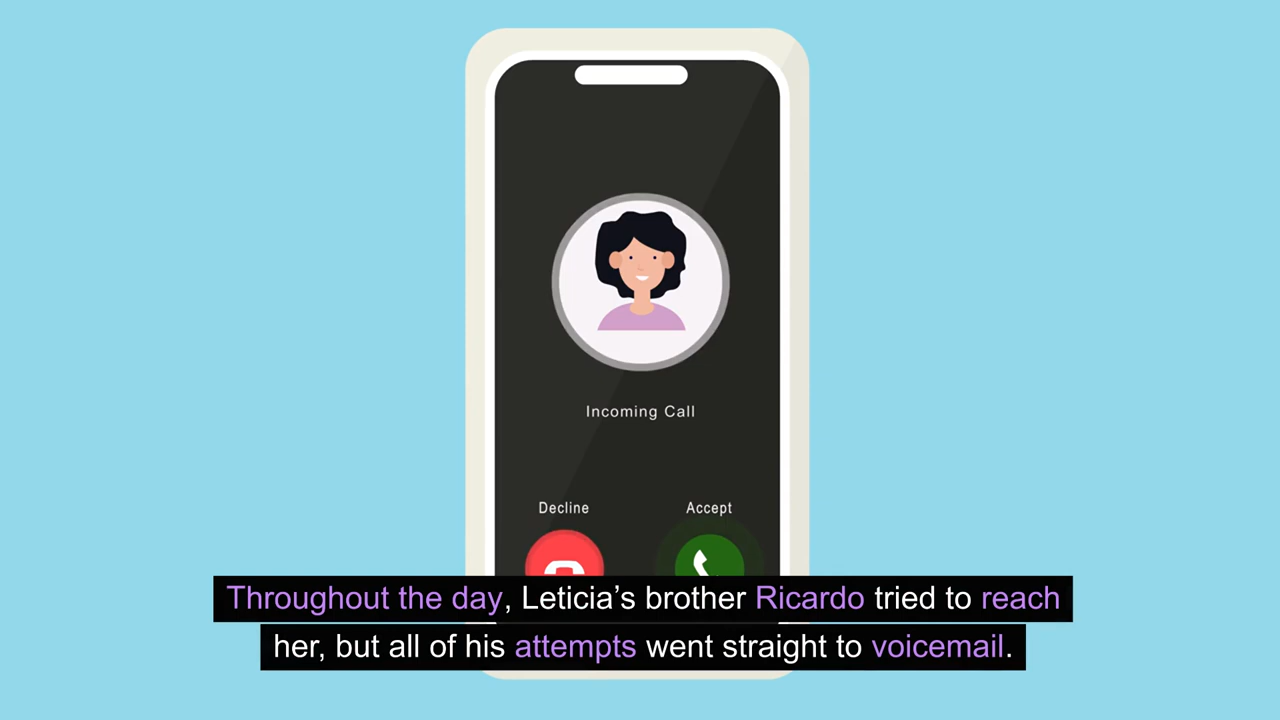 Incoming Call
Decline
Accept
Throughout the day, Leticia’s brother Ricardo tried to reach
her, but all of his attempts went straight to voicemail.